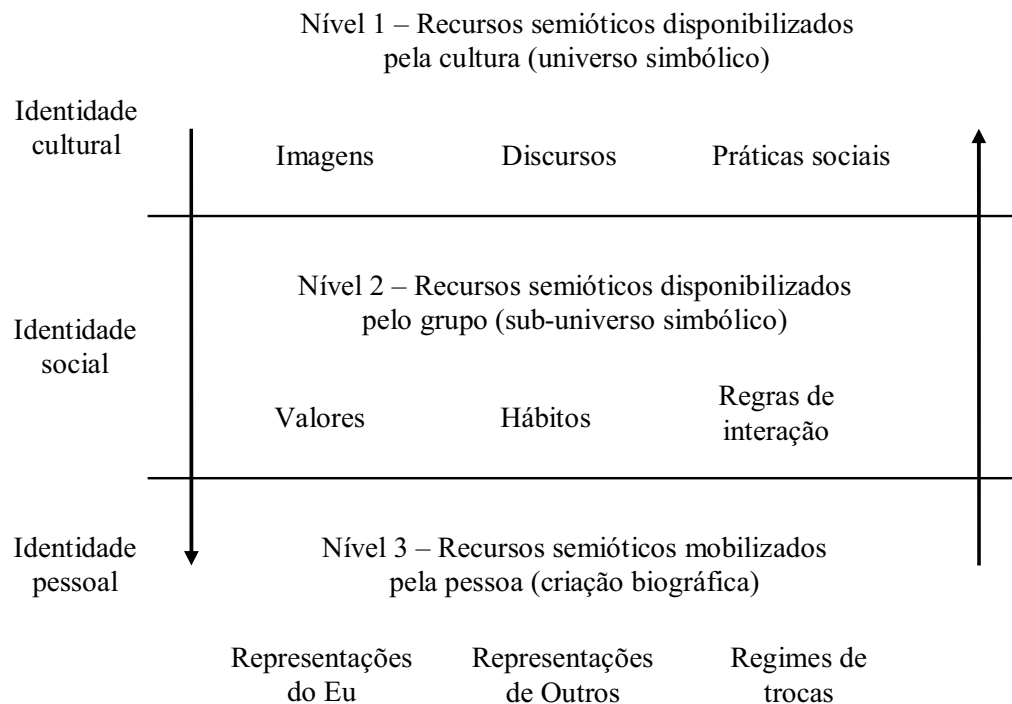 Nível 1 – Recursos semióticos disponibilizados
pela cultura (universo simbólico)
Identidade
cultural
Imagens
Discursos
Práticas sociais
Nível 2 – Recursos semióticos disponibilizados
pelo grupo (sub-universo simbólico)
Identidade
social
Valores
Hábitos
Regras de
interação
Identidade
pessoal
Nível 3 – Recursos semióticos mobilizados
pela pessoa (criação biográfica)
Representações
do Eu
Representações
de Outros
Regimes de
trocas